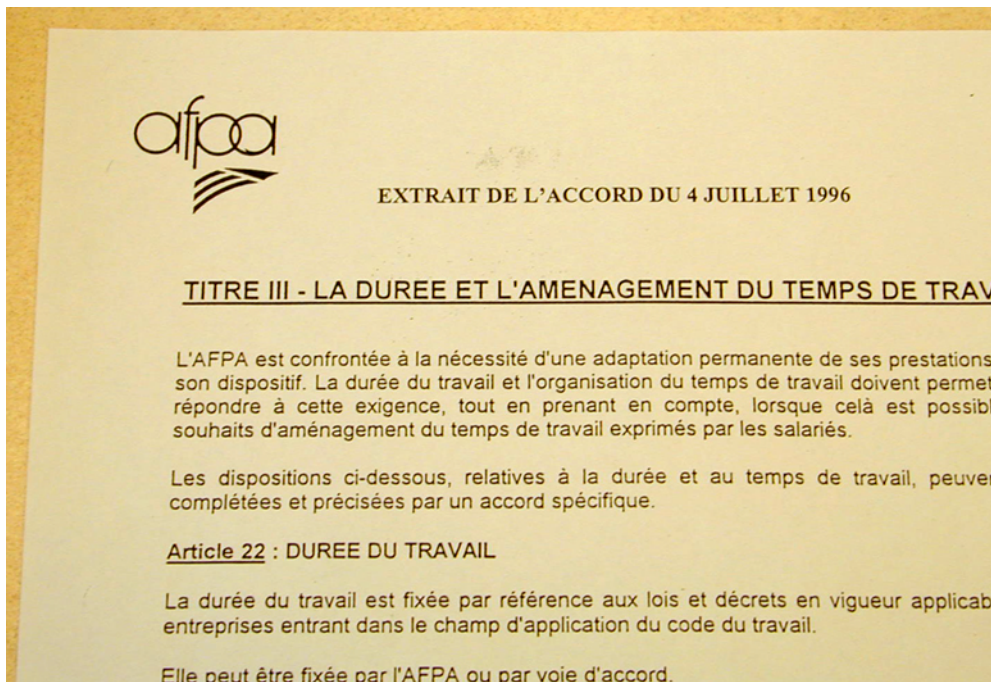 afpa
EXTRAIT DE L'ACCORD DU 4 JUILLET 1996
TITRE III - LA DUREE ET L'AMENAGEMENT DU TEMPS DE TRAV
L'AFPA est confrontée à la nécessité d'une adaptation permanente de ses prestations
son dispositif. La durée du travail et l'organisation du temps de travail doivent permet
répondre à cette exigence, tout en prenant en compte, lorsque celà est possibl
souhaits d'aménagement du temps de travail exprimés par les salariés.
Les dispositions ci-dessous, relatives à la durée et au temps de travail, peuve
complétées et précisées par un accord spécifique.
Article 22 : DUREE DU TRAVAIL
La durée du travail est fixée par référence aux lois et décrets en vigueur applicab
entreprises entrant dans le champ d'application du code du travail.
Elle peut être fixée par l'AFPA ou par voie d'accord.